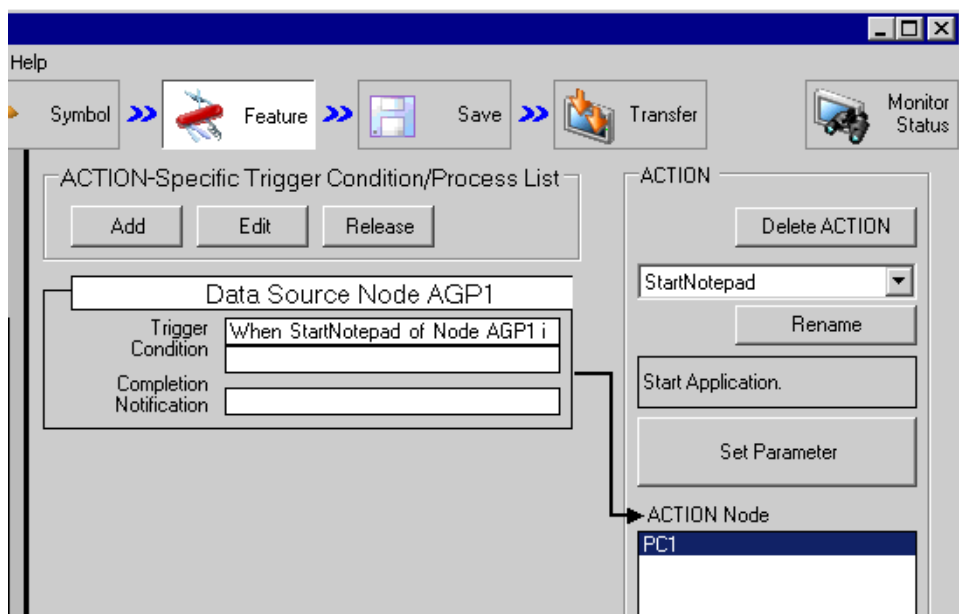 Help
Symbol
Feature
Save
Transfer
Monitor
Status
ACTION-Specific Trigger Condition/Process List
Add
Edit
Release
Data Source Node AGP1
Trigger
Condition
When StartNotepad of Node AGP1 i
Completion
Notification
ACTION
Delete ACTION
StartNotepad
Rename
Start Application.
Set Parameter
ACTION Node
PC1